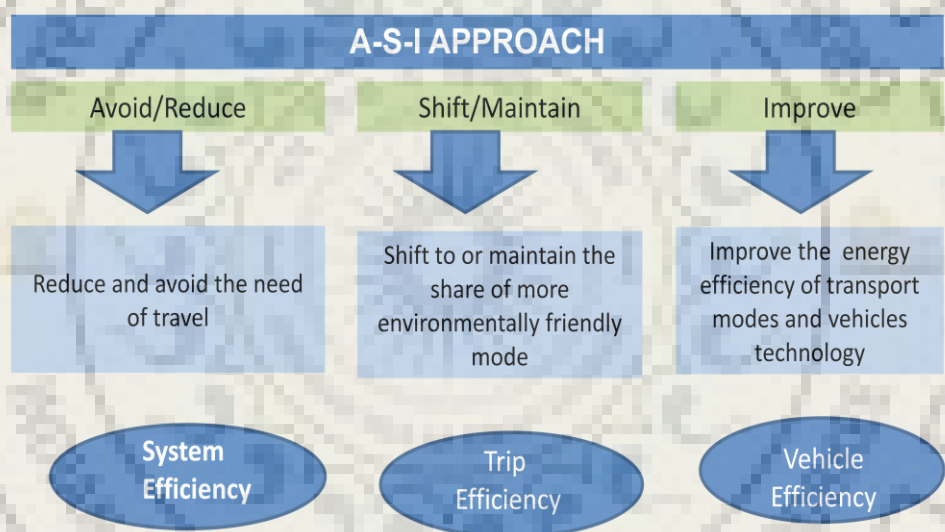 A-S-I APPROACH
Avoid/Reduce
Shift/Maintain
Improve
Reduce and avoid the need
of travel
Shift to or maintain the
share of more
environmentally friendly
mode
Improve the energy
efficiency of transport
modes and vehicles
technology
System
Efficiency
Trip
Efficiency
Vehicle
Efficiency